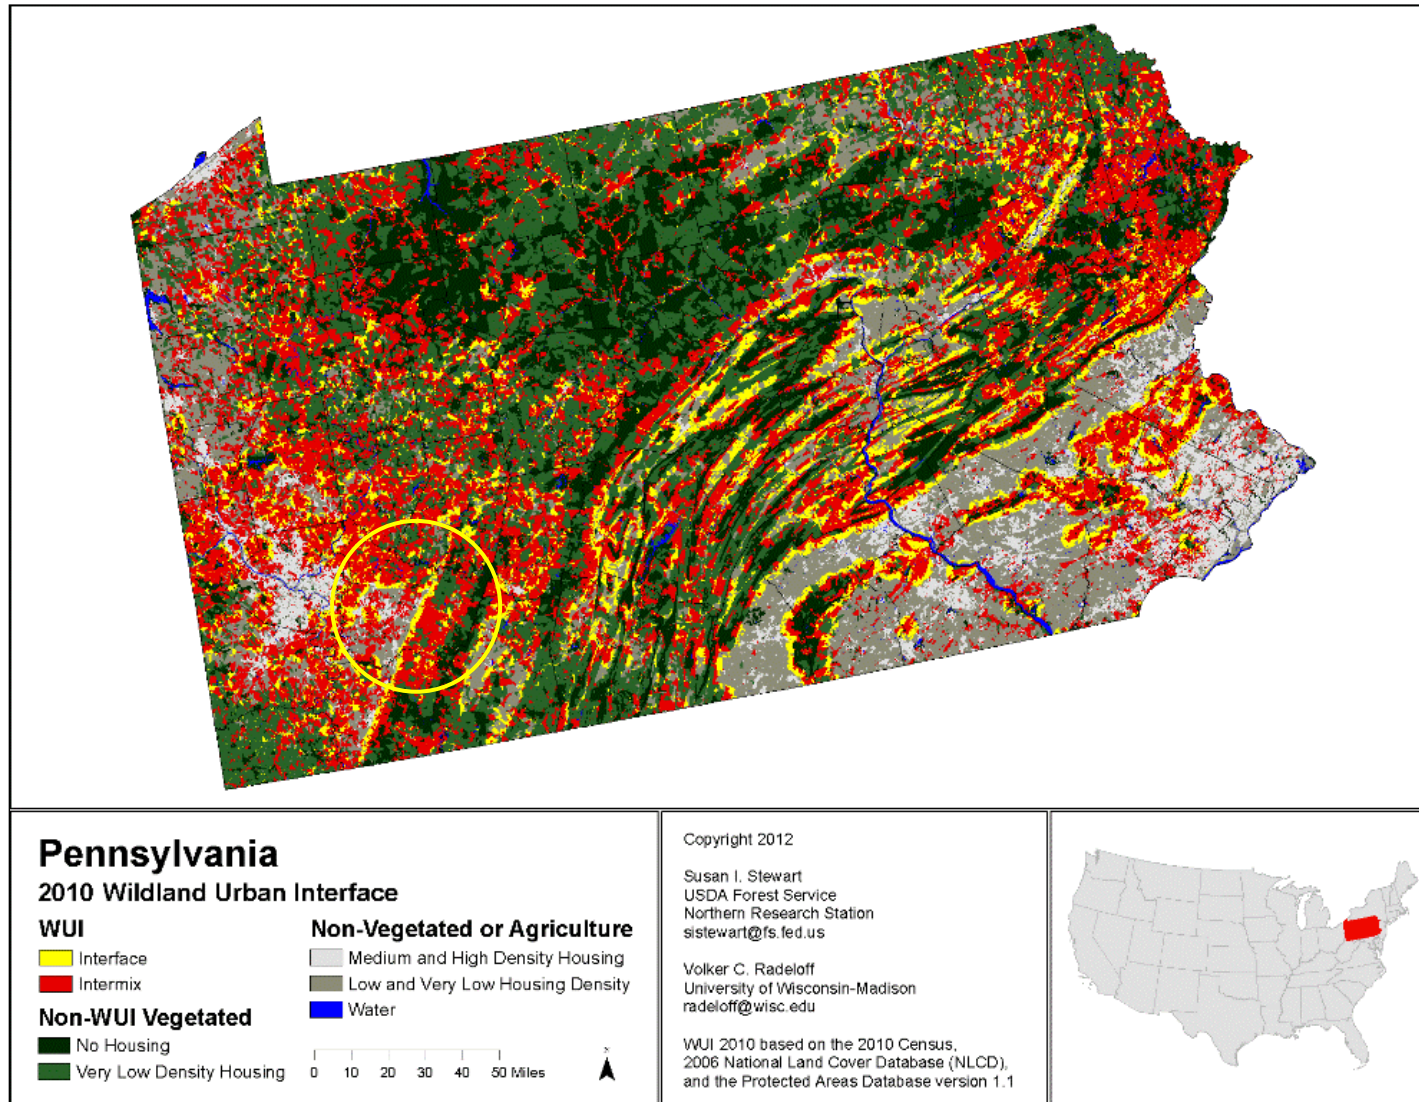 Pennsylvania
2010 Wildland Urban Interface
WUI
Interface
Intermix
Non-WUI Vegetated
No Housing
Very Low Density Housing
Non-Vegetated or Agriculture
Medium and High Density Housing
Low and Very Low Housing Density
Water
0 10 20 30 40 50 Miles
Copyright 2012
Susan I. Stewart
USDA Forest Service
Northern Research Station
sistewart@fs.fed.us
Volker C. Radeloff
University of Wisconsin-Madison
radeloff@wisc.edu
WUI 2010 based on the 2010 Census,
2006 National Land Cover Database (NLCD),
and the Protected Areas Database version 1.1